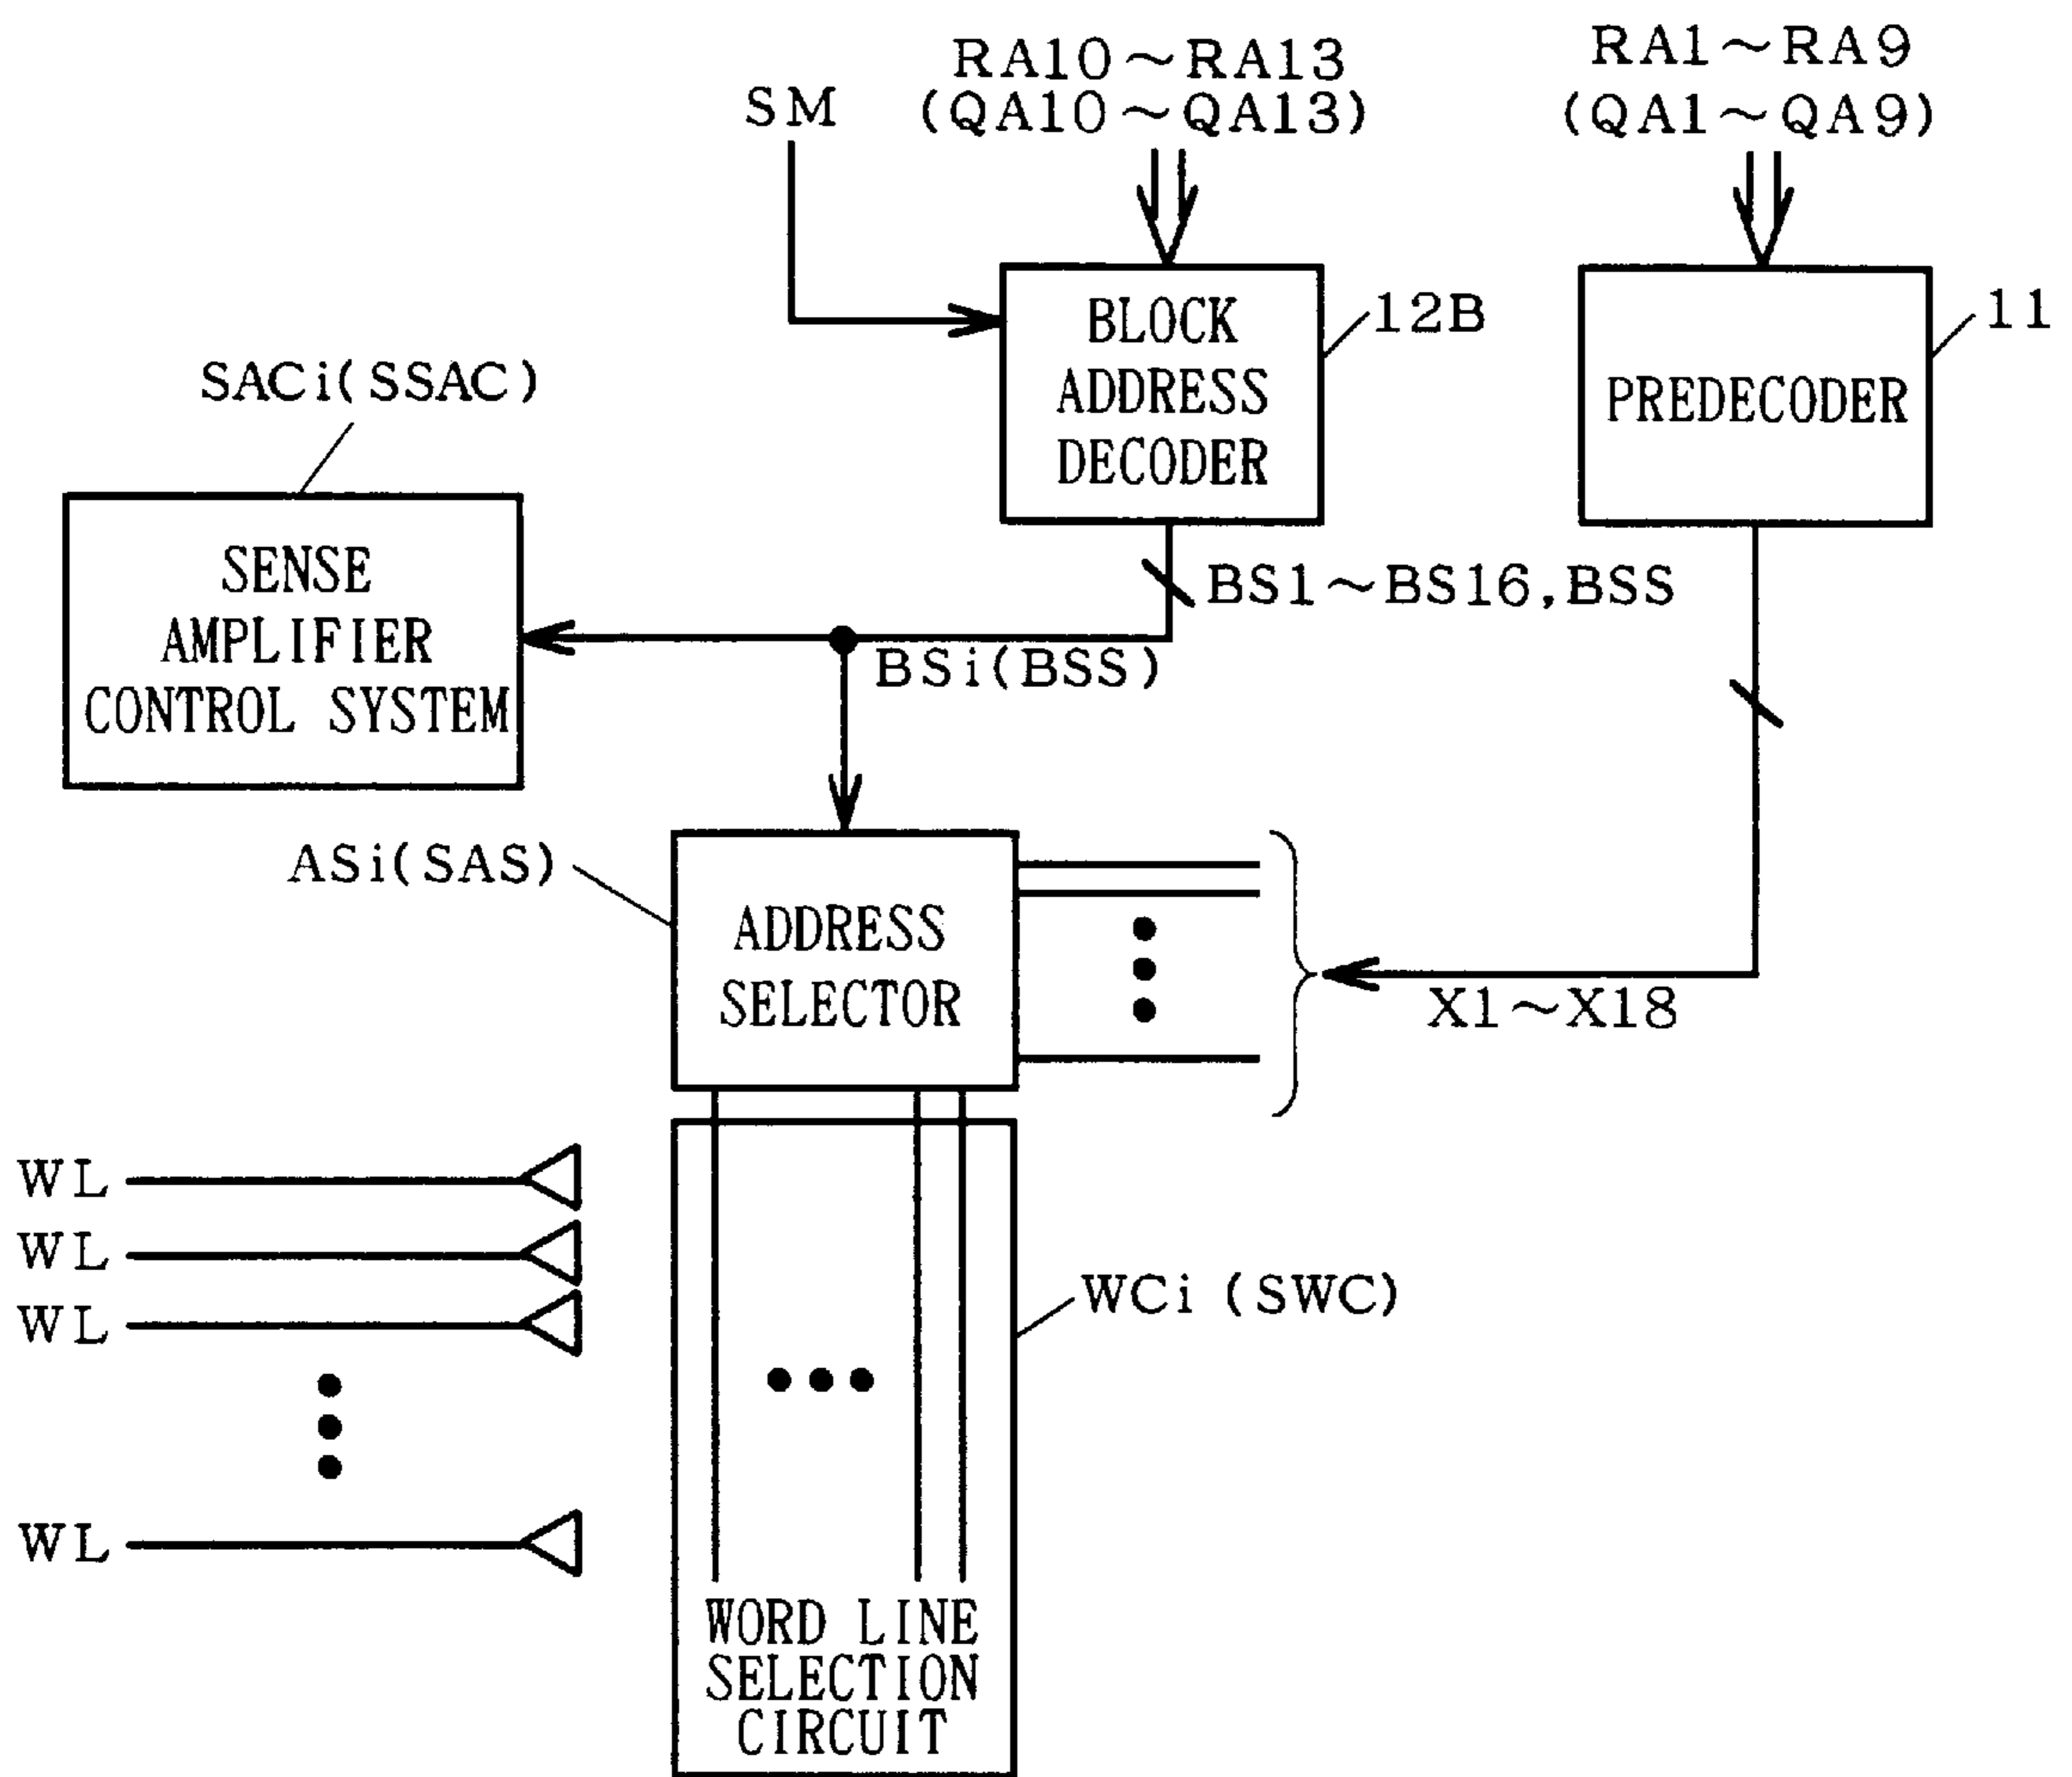 RA10~RA13
RA1~RA9
SM
(QA10~QA13)
(QA1~QA9)
BLOCK
ADDRESS
DECODER
12B
PREDECODER
11
SACi(SSAC)
SENSE
AMPLIFIER
CONTROL SYSTEM
BS1~BS16,BSS
BSi(BSS)
ASi(SAS)
ADDRESS
SELECTOR
X1~X18
WL
WL
WL
WL
WCi(SWC)
WORD LINE
SELECTION
CIRCUIT